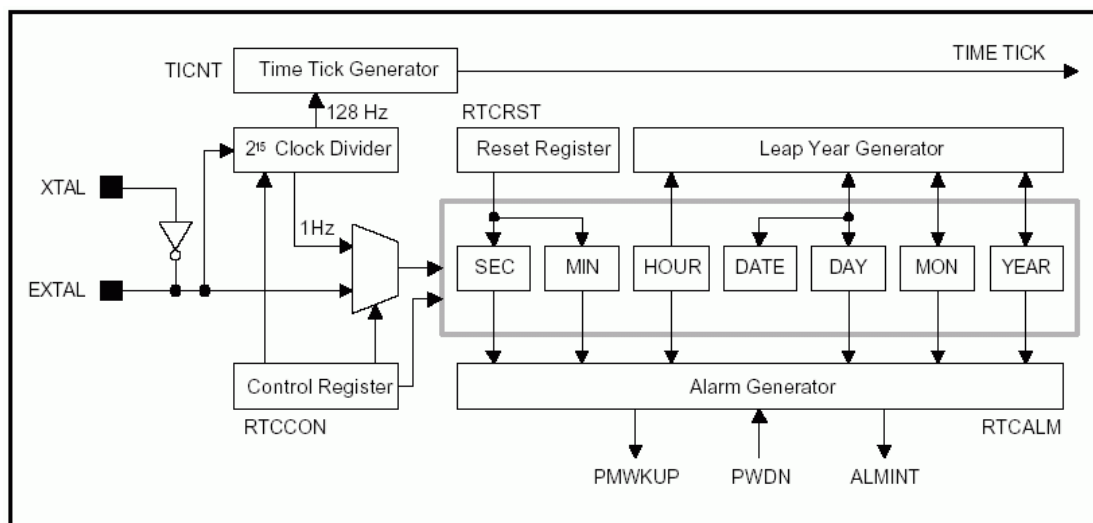 TIME TICK
TICNT
Time Tick Generator
128 Hz
RTCRST
2¹⁵ Clock Divider
Reset Register
Leap Year Generator
XTAL
1Hz
SEC
MIN
HOUR
DATE
DAY
MON
YEAR
EXTAL
Control Register
Alarm Generator
RTCCON
RTCALM
PMWKUP
PWDN
ALMINT